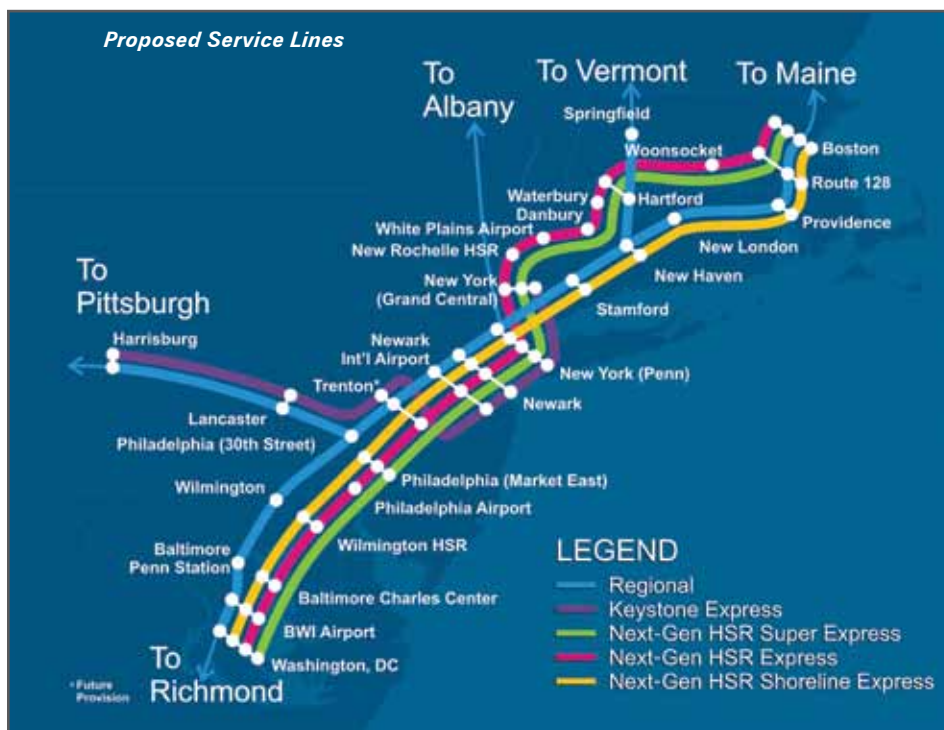 Proposed Service Lines
To
Albany
To Vermont
To Maine
Springfield
Woonsocket
Boston
Route 128
Waterbury
Danbury
Hartford
Providence
White Plains Airport
New Rochelle HSR
New London
New Haven
New York
(Grand Central)
Stamford
To
Pittsburgh
Harrisburg
Newark
Int'l Airport
New York (Penn)
Trenton*
Newark
Lancaster
Philadelphia (30th Street)
Philadelphia (Market East)
Wilmington
Philadelphia Airport
Wilmington HSR
Baltimore
Penn Station
Baltimore Charles Center
BWI Airport
Washington, DC
To
Richmond
* Future
Provision
LEGEND
Regional
Keystone Express
Next-Gen HSR Super Express
Next-Gen HSR Express
Next-Gen HSR Shoreline Express